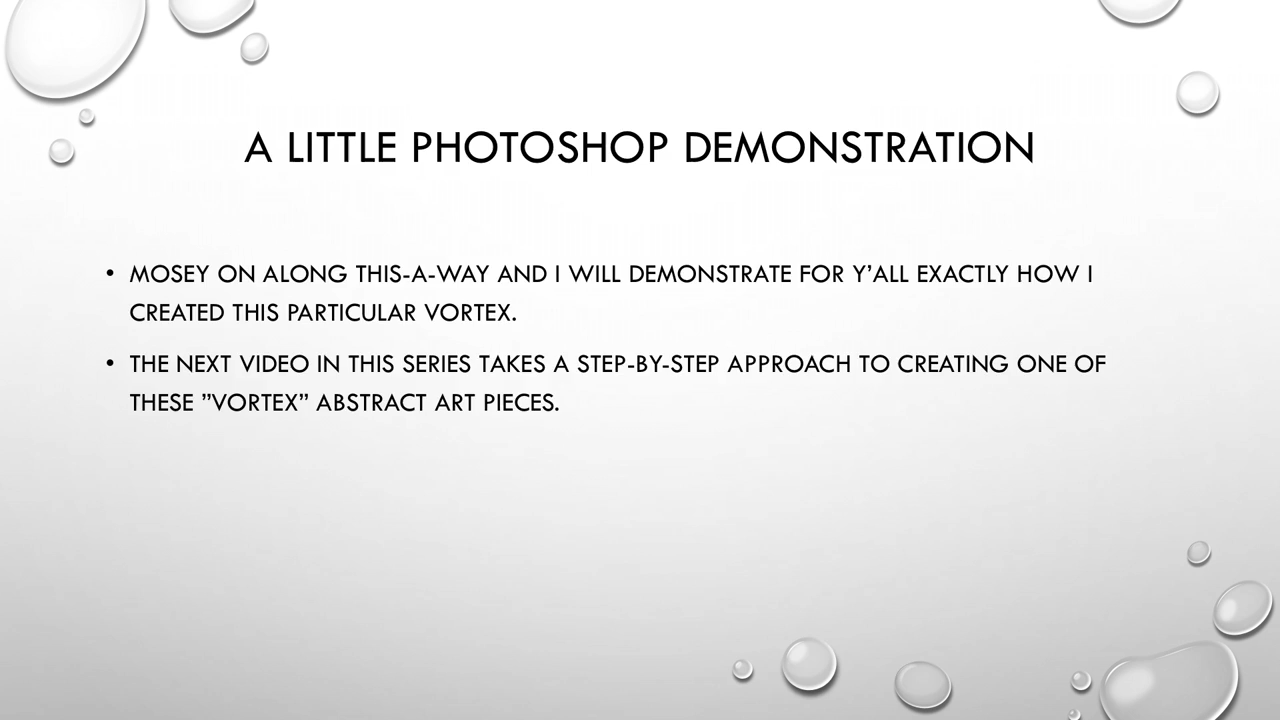 A LITTLE PHOTOSHOP DEMONSTRATION
• MOSEY ON ALONG THIS-A-WAY AND I WILL DEMONSTRATE FOR Y’ALL EXACTLY HOW I
CREATED THIS PARTICULAR VORTEX.
• THE NEXT VIDEO IN THIS SERIES TAKES A STEP-BY-STEP APPROACH TO CREATING ONE OF
THESE ”VORTEX” ABSTRACT ART PIECES.